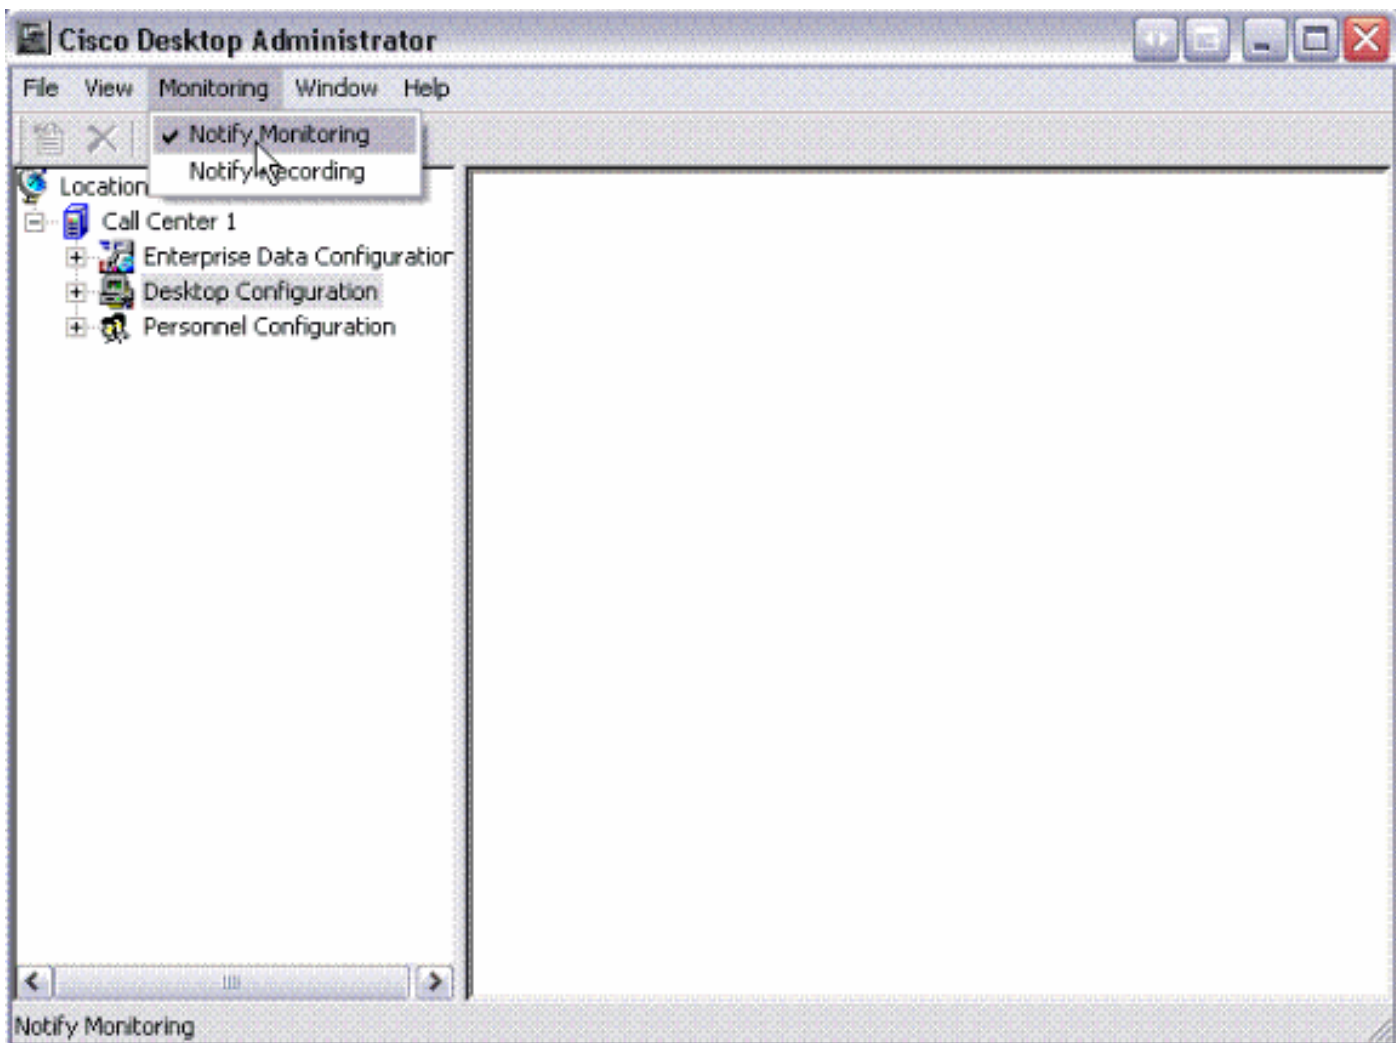 Cisco Desktop Administrator
File View Monitoring Window Help
Notify Monitoring
Notify Recording
Location
Call Center 1
Enterprise Data Configuration
Desktop Configuration
Personnel Configuration
Notify Monitoring